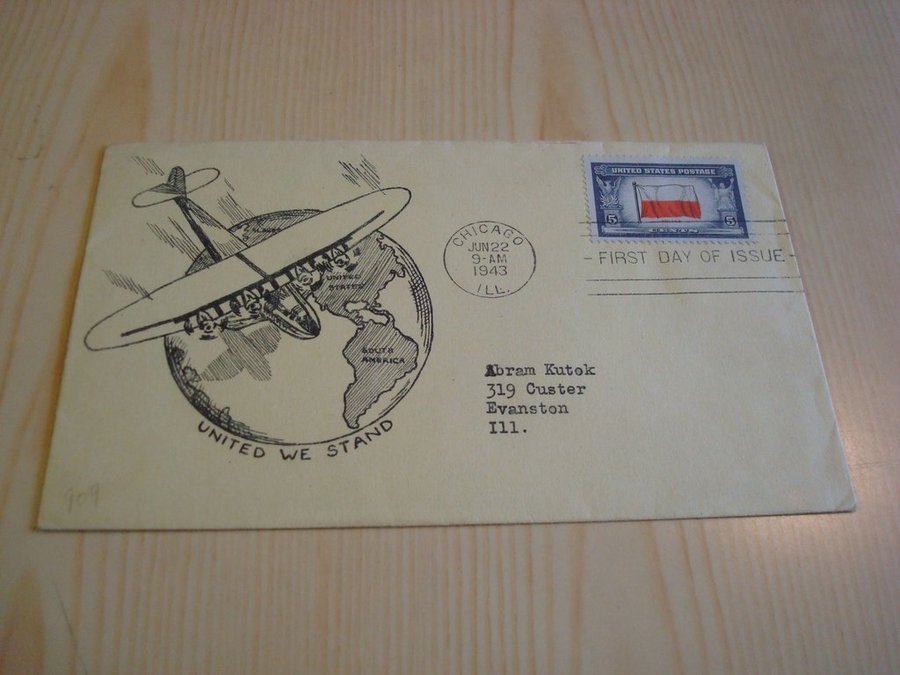 UNITED STATES POSTAGE
5 5
CENTS
CHICAGO
JUN 22
9-AM
1943
ILL.
- FIRST DAY OF ISSUE -
UNITED
STATES
SOUTH
AMERICA
UNITED WE STAND
Abram Kutok
319 Custer
Evanston
Ill.
909